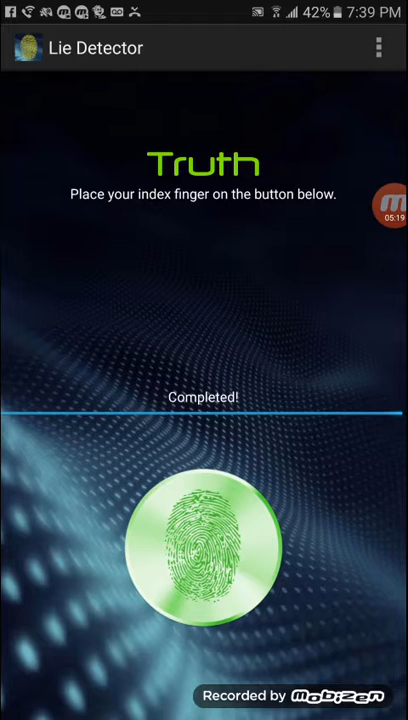 42% 7:39 PM
Lie Detector
Truth
Place your index finger on the button below.
05:19
Completed!
Recorded by mobizen